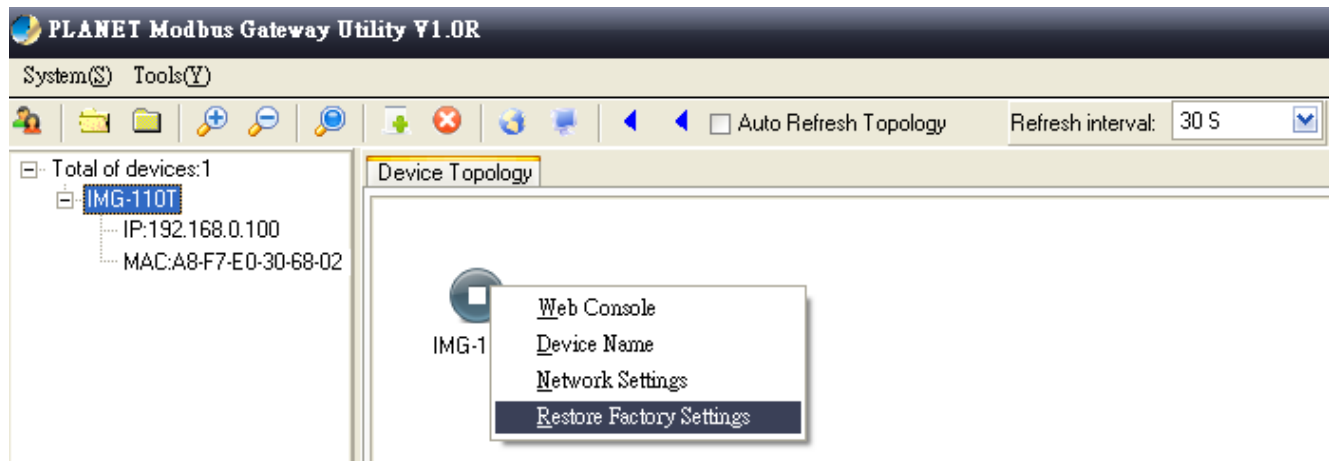 PLANET Modbus Gateway Utility V1.0R
System(S) Tools(Y)
Auto Refresh Topology Refresh interval: 30 S
Total of devices:1
IMG-110T
IP:192.168.0.100
MAC:A8-F7-E0-30-68-02
Device Topology
IMG-1
Web Console
Device Name
Network Settings
Restore Factory Settings